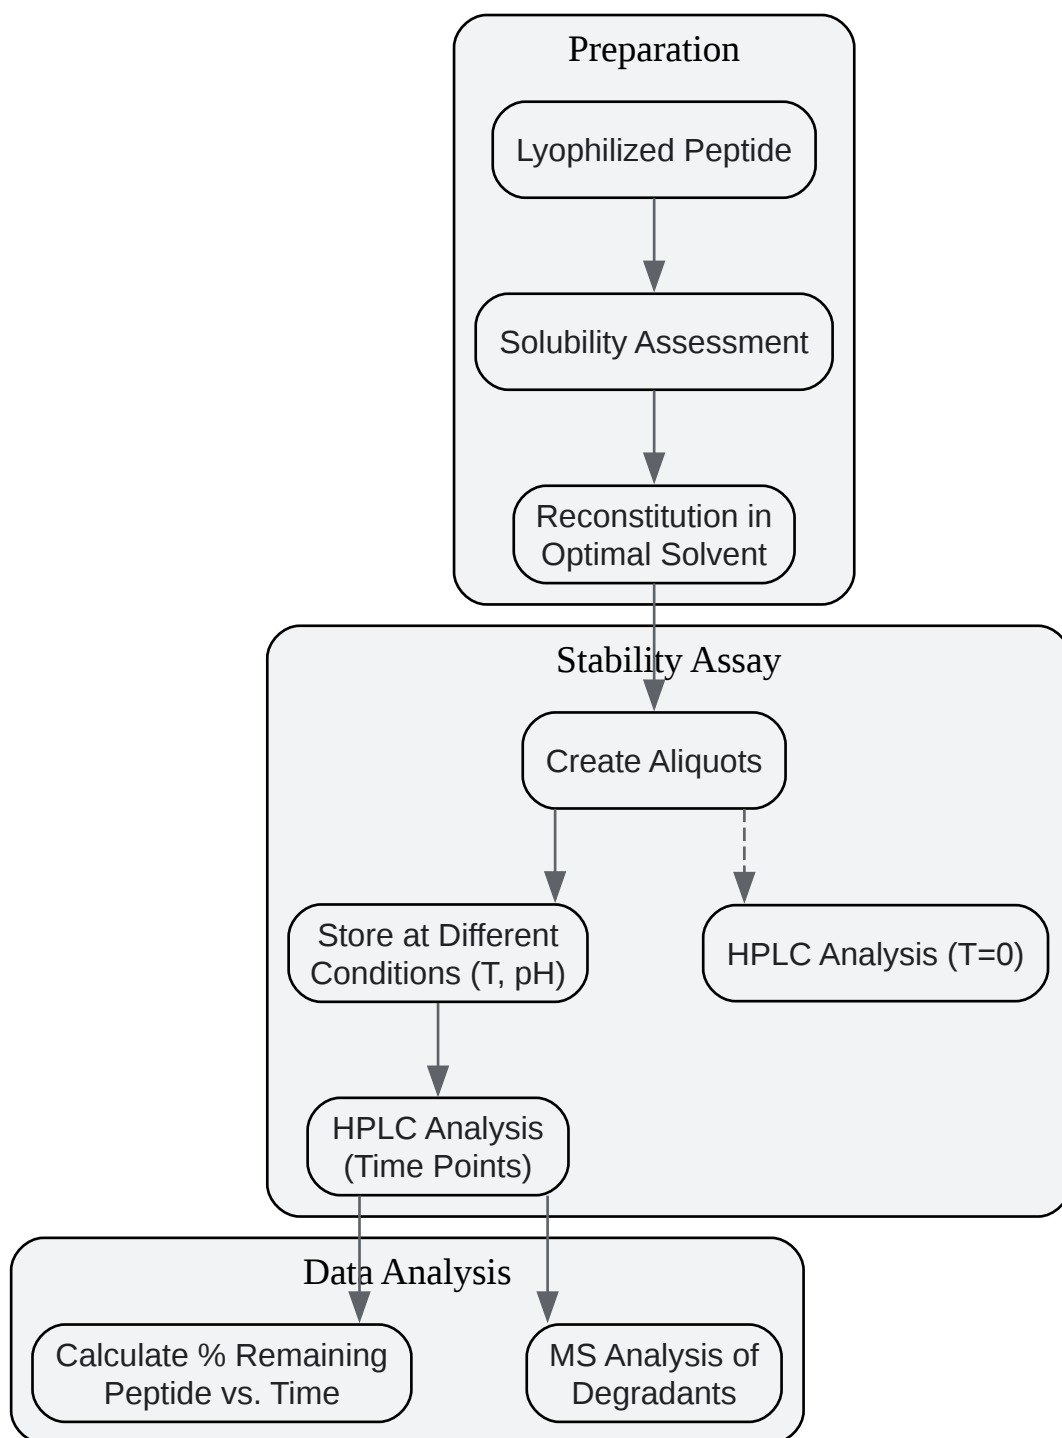 Preparation
Lyophilized Peptide
Solubility Assessment
Reconstitution in
Optimal Solvent
Stability Assay
Create Aliquots
Store at Different
Conditions (T, pH)
HPLC Analysis (T=0)
HPLC Analysis
(Time Points)
Data Analysis
Calculate % Remaining
Peptide vs. Time
MS Analysis of
Degradants